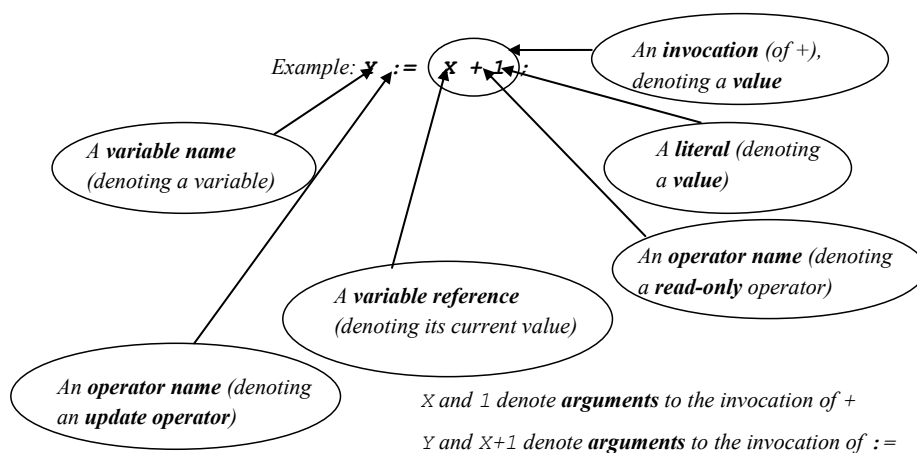 Example: Y := X + 1 ;
An invocation (of +),
denoting a value
A variable name
(denoting a variable)
A literal (denoting
a value)
An operator name (denoting
a read-only operator)
A variable reference
(denoting its current value)
An operator name (denoting
an update operator)
X and 1 denote arguments to the invocation of +
Y and X+1 denote arguments to the invocation of :=